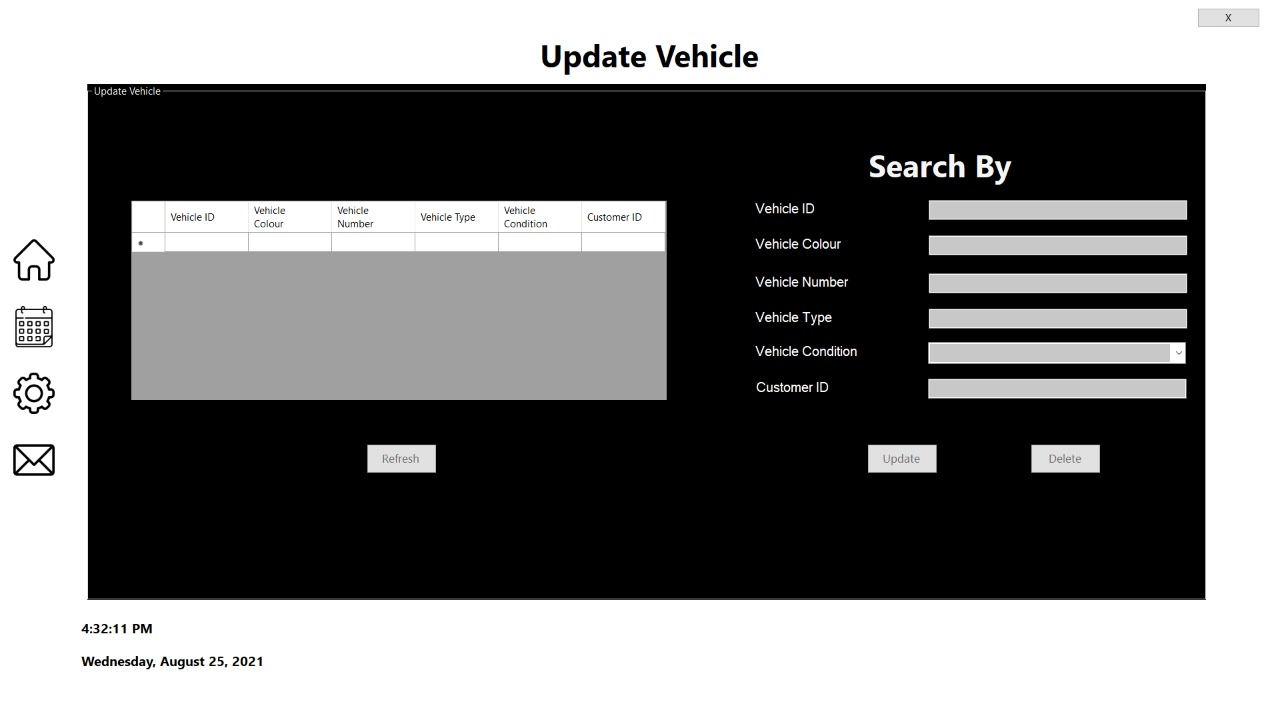 X
Update Vehicle
Update Vehicle
Search By
Vehicle ID
Vehicle
Colour
Vehicle
Number
Vehicle Type
Vehicle
Condition
Customer ID
*
Vehicle ID
Vehicle Colour
Vehicle Number
Vehicle Type
Vehicle Condition
Customer ID
Refresh
Update
Delete
4:32:11 PM
Wednesday, August 25, 2021